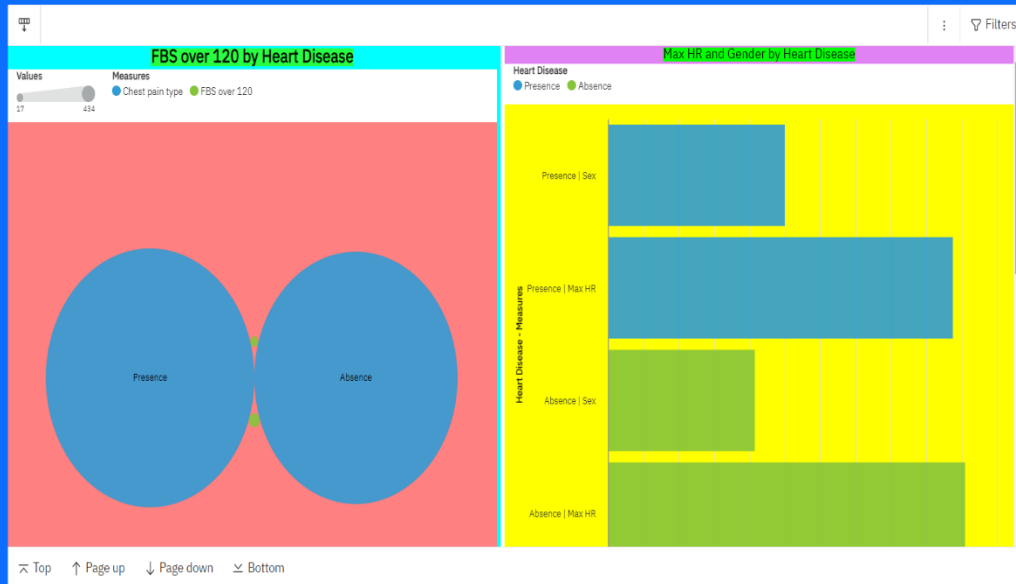 Filters
FBS over 120 by Heart Disease
Values
17
434
Measures
Chest pain type
FBS over 120
Presence
Absence
Max HR and Gender by Heart Disease
Heart Disease
Presence
Absence
Heart Disease - Measures
Presence | Sex
Presence | Max HR
Absence | Sex
Absence | Max HR
Top
Page up
Page down
Bottom